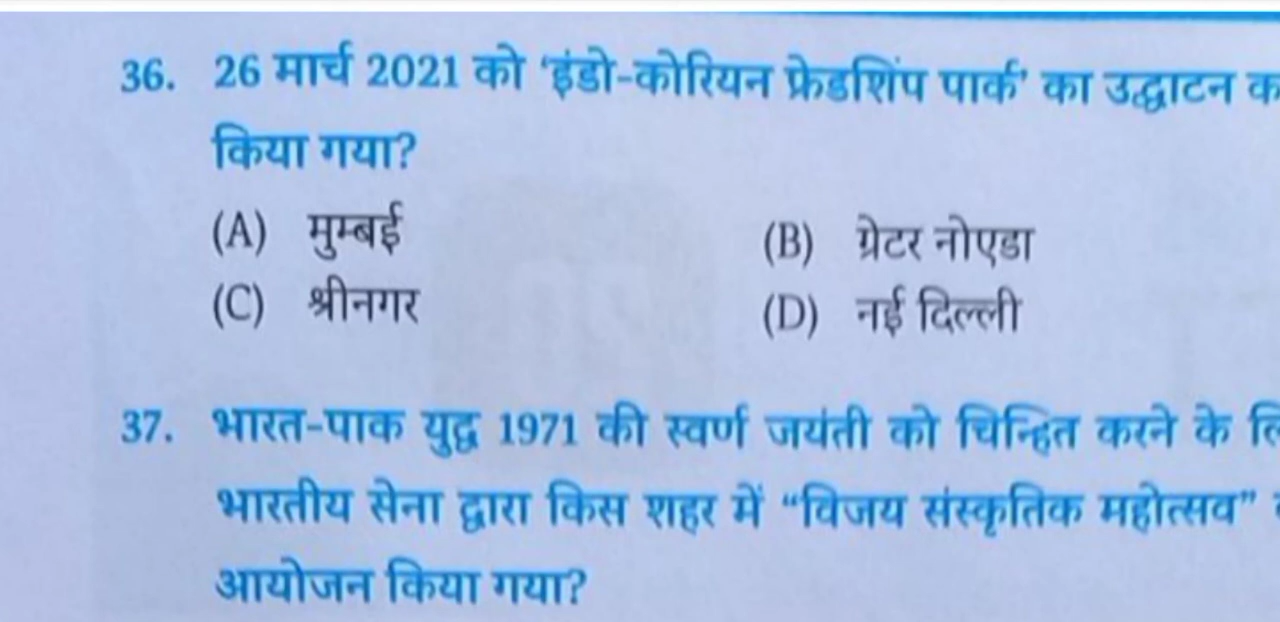 36. 26 मार्च 2021 को ‘इंडो-कोरियन फ्रेडशिंप पार्क’ का उद्घाटन
किया गया?
(A) मुम्बई (B) ग्रेटर नोएडा
(C) श्रीनगर (D) नई दिल्ली
37. भारत-पाक युद्ध 1971 की स्वर्ण जयंती को चिन्हित करने के
भारतीय सेना द्वारा किस शहर में “विजय संस्कृतिक महोत्सव”
आयोजन किया गया?